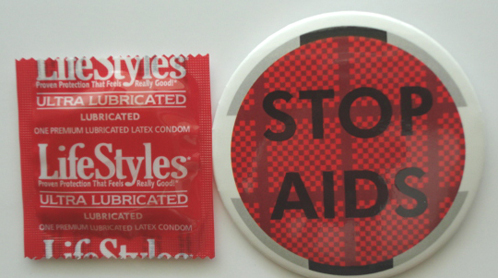 LifeStyles
Proven Protection That Feels Really Good!
ULTRA LUBRICATED
LUBRICATED
ONE PREMIUM LUBRICATED LATEX CONDOM
LifeStyles
Proven Protection That Feels Really Good!
ULTRA LUBRICATED
LUBRICATED
ONE PREMIUM LUBRICATED LATEX CONDOM
LifeStyles
STOP
AIDS